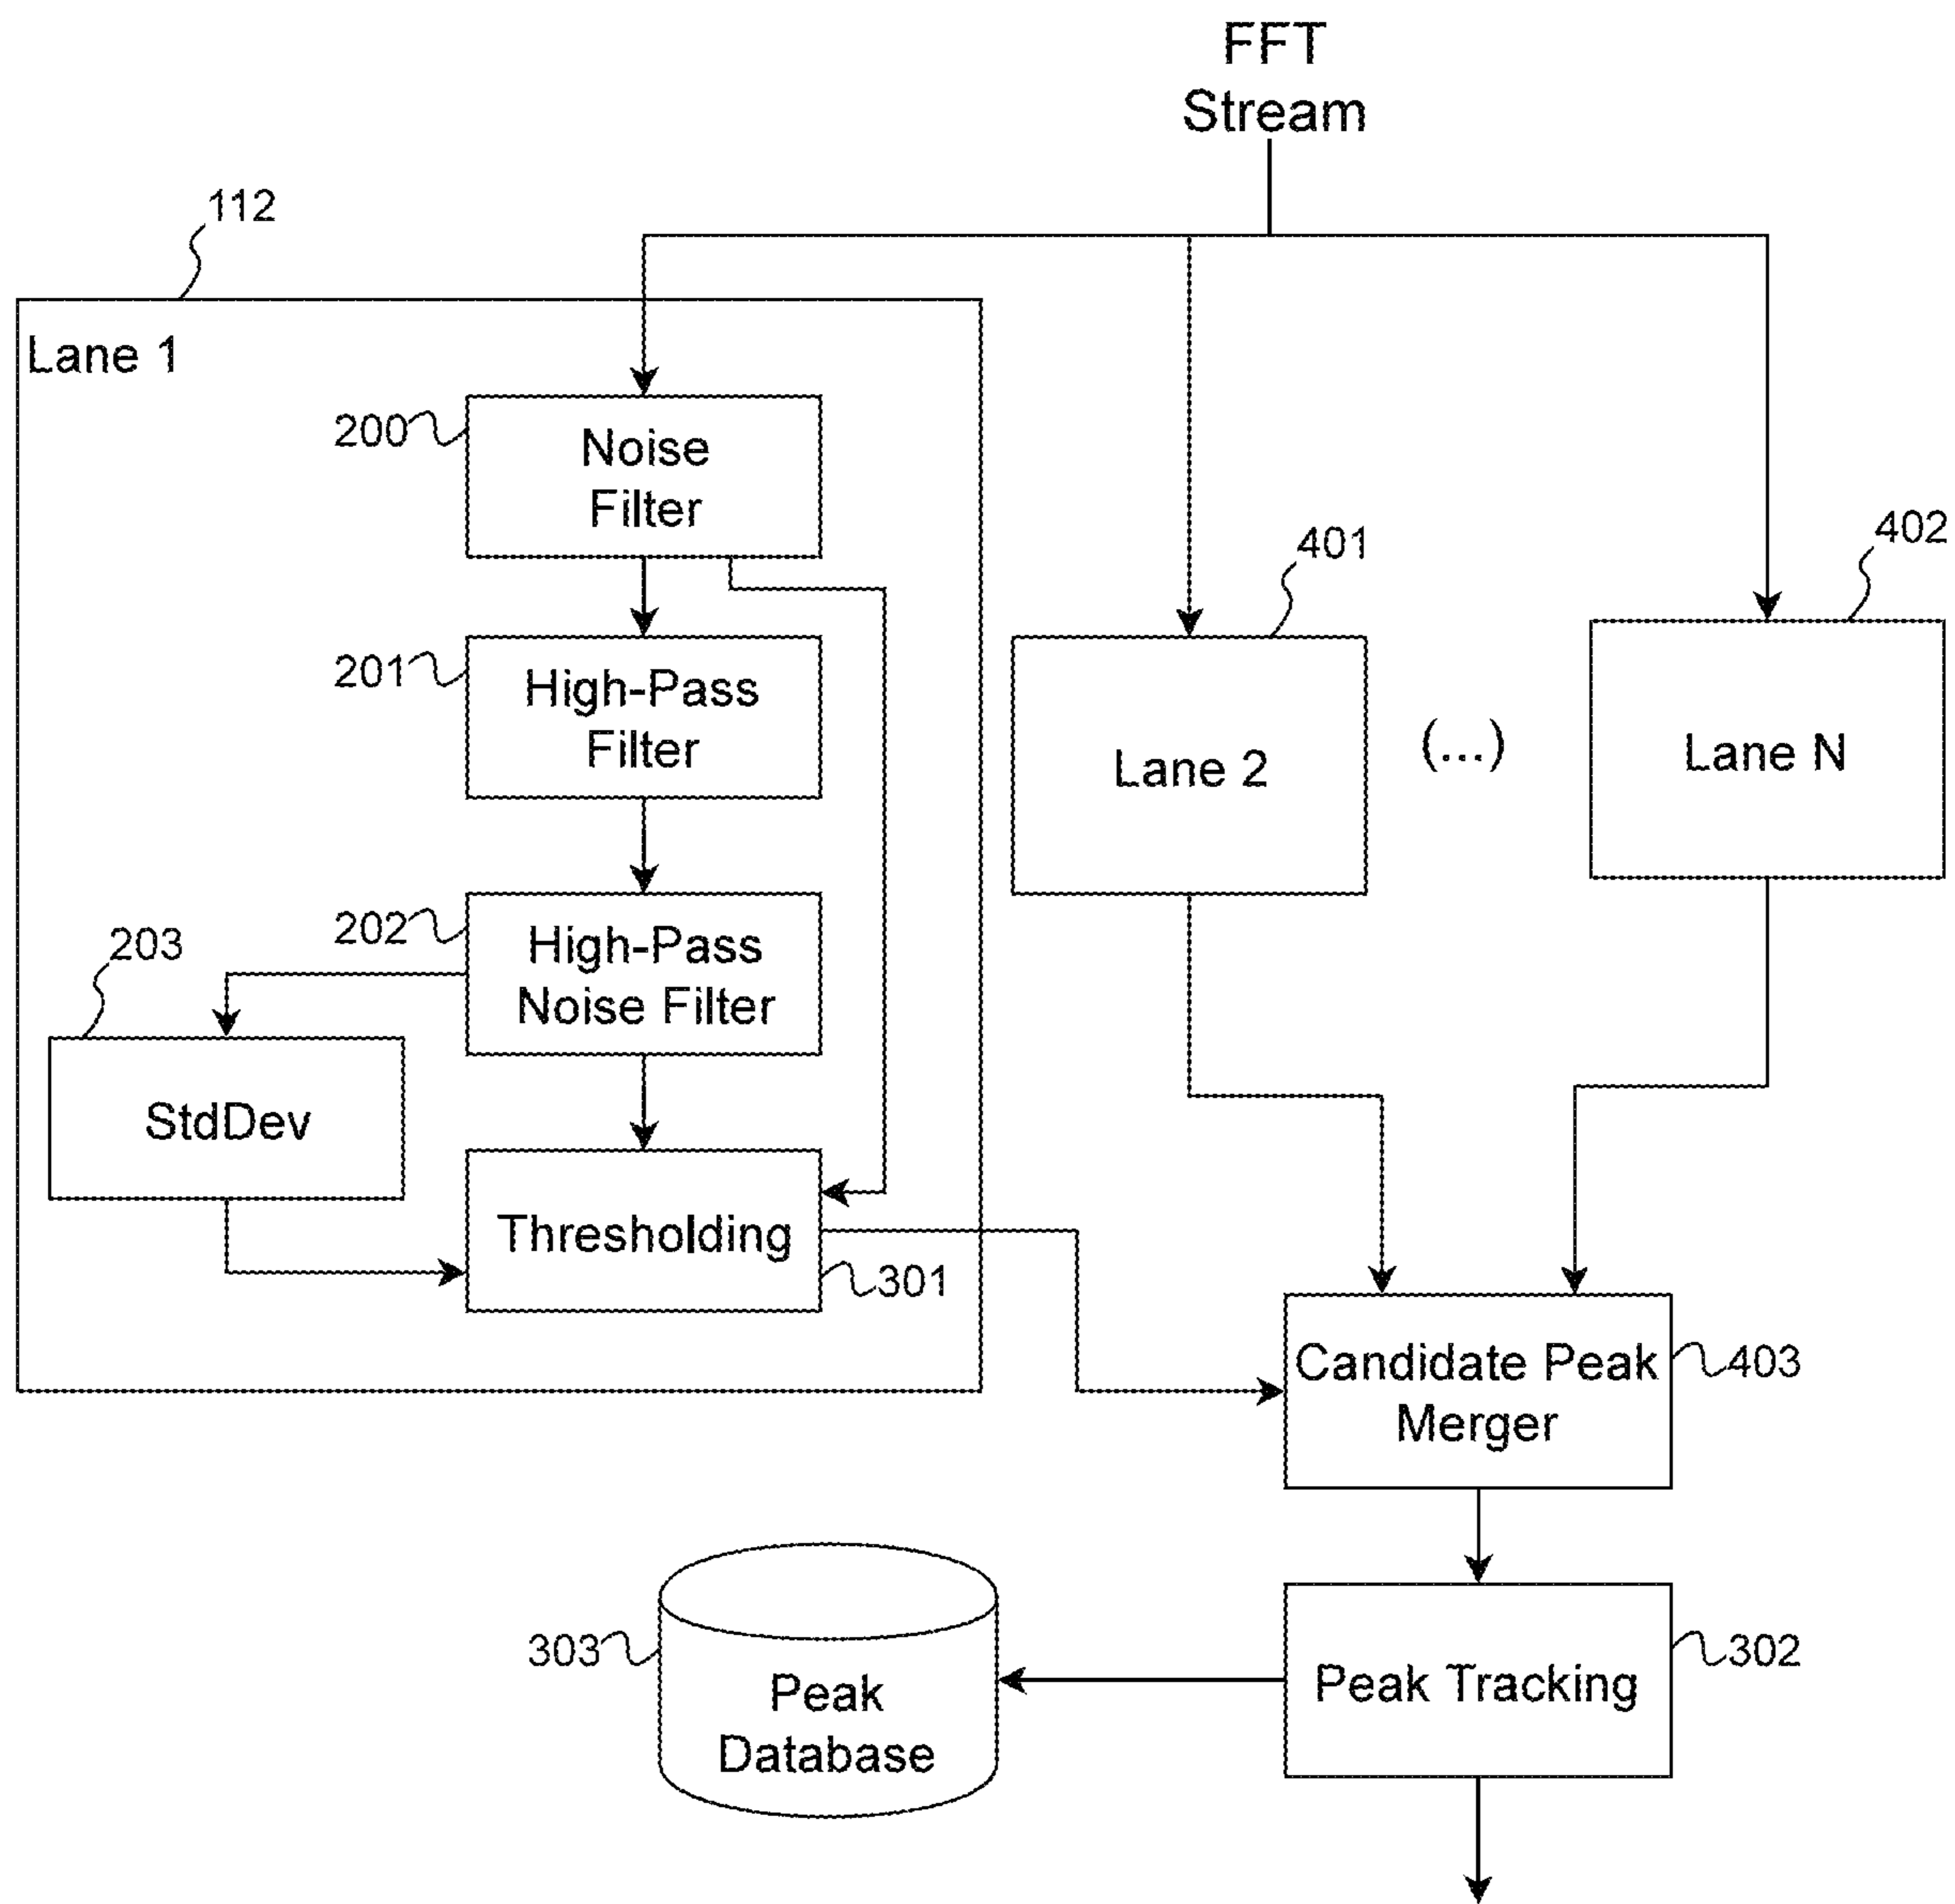 FFT
Stream
112
Lane 1
200
Noise
Filter
201
High-Pass
Filter
202
High-Pass
Noise Filter
203
StdDev
Thresholding
301
401
Lane 2
(...)
402
Lane N
Candidate Peak
Merger
403
303
Peak
Database
Peak Tracking
302